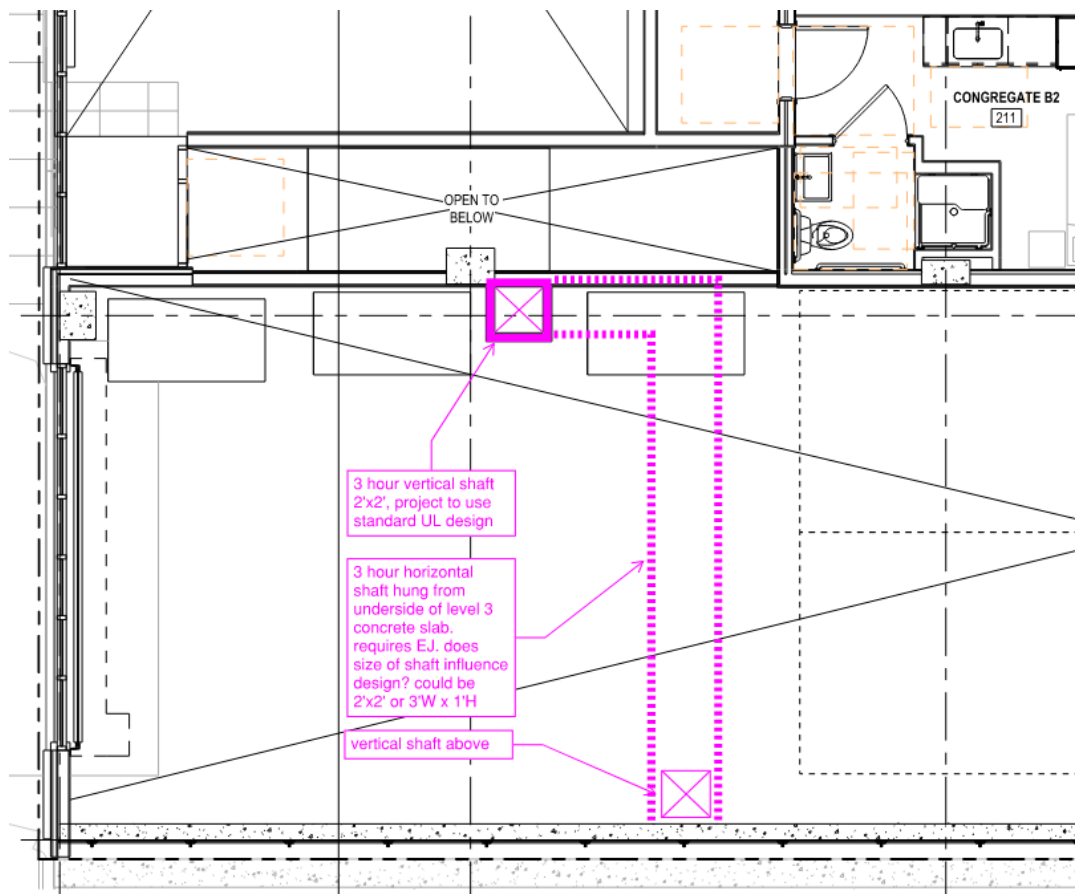 CONGREGATE B2
211
OPEN TO
BELOW
3 hour vertical shaft
2'x2', project to use
standard UL design
3 hour horizontal
shaft hung from
underside of level 3
concrete slab.
requires EJ. does
size of shaft influence
design? could be
2'x2' or 3'W x 1'H
vertical shaft above